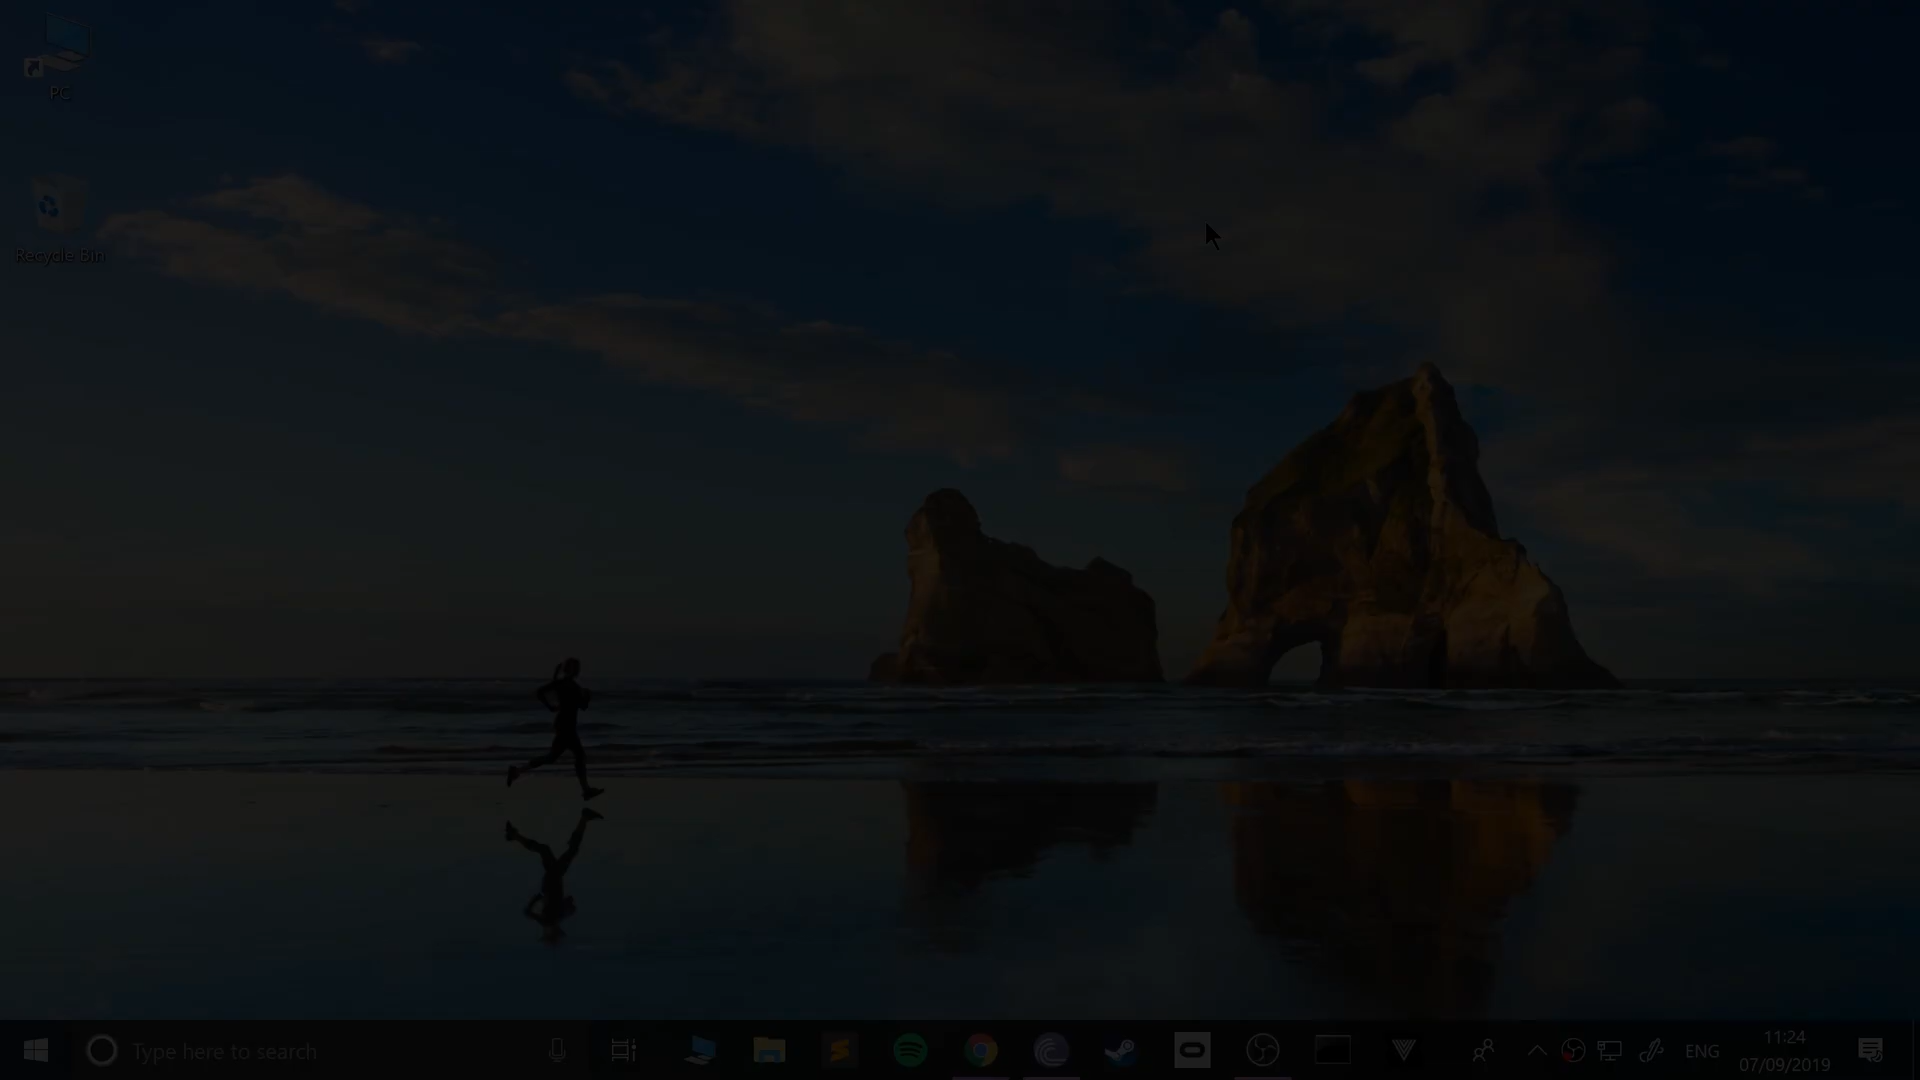 PC
Recycle Bin
Type here to search
ENG
11:24
07/09/2019